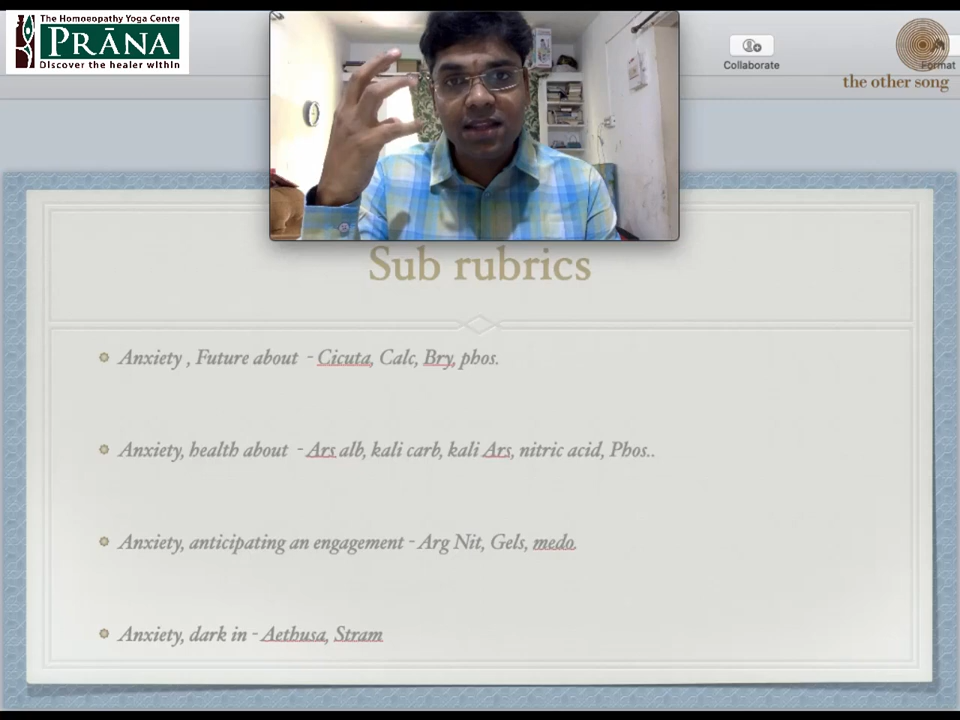 The Homoeopathy Yoga Centre
PRĀNA
Discover the healer within
Collaborate
Format
the other song
Sub rubrics
Anxiety , Future about - Cicuta, Calc, Bry, phos.
Anxiety, health about - Ars alb, kali carb, kali Ars, nitric acid, Phos..
Anxiety, anticipating an engagement - Arg Nit, Gels, medo.
Anxiety, dark in - Aethusa, Stram